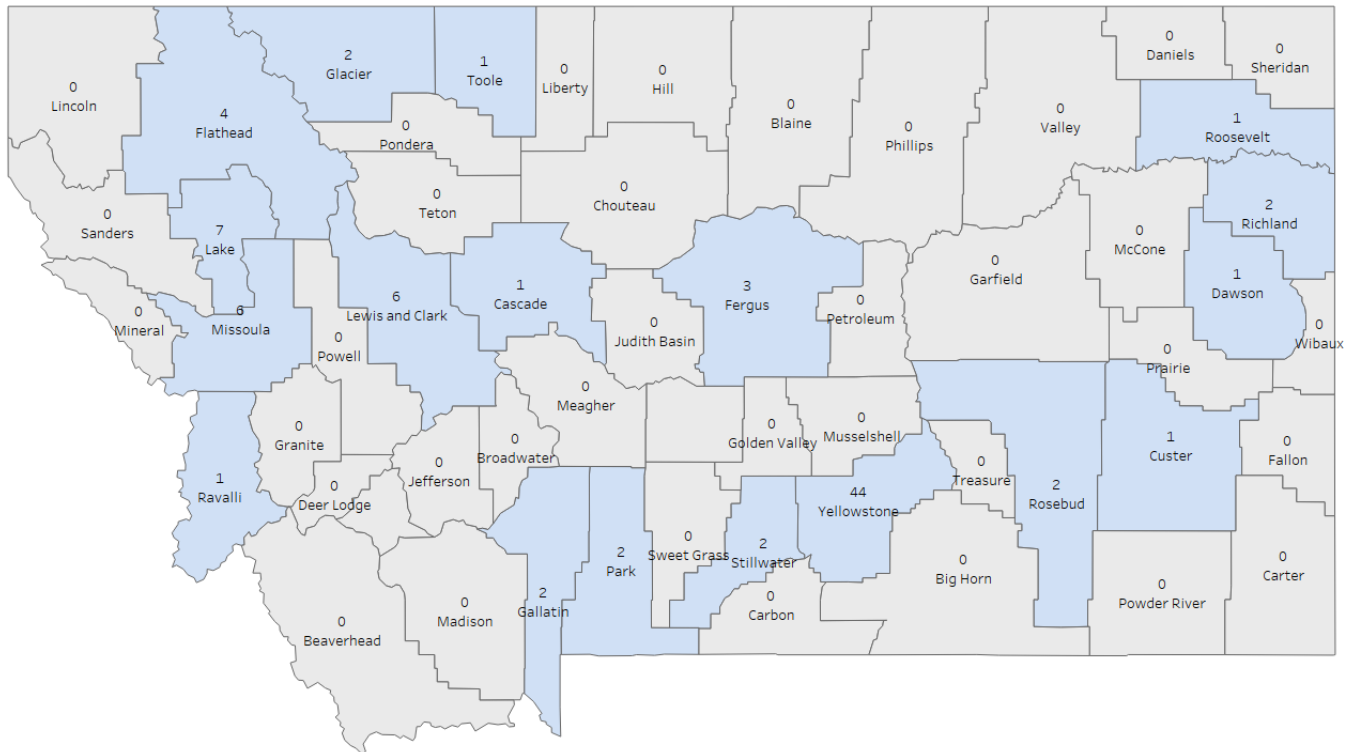 0
Lincoln
4
Flathead
2
Glacier
1
Toole
0
Liberty
0
Hill
0
Blaine
0
Phillips
0
Valley
0
Daniels
0
Sheridan
1
Roosevelt
0
Pondera
0
Teton
0
Chouteau
0
Sanders
7
Lake
2
Richland
0
McCone
0
Garfield
1
Dawson
0
Mineral
6
Missoula
0
Powell
6
Lewis and Clark
1
Cascade
0
Judith Basin
3
Fergus
0
Petroleum
0
Wibaux
0
Prairie
0
Meagher
0
Granite
0
Broadwater
0
Golden Valley
0
Musselshell
1
Custer
0
Fallon
1
Ravalli
0
Deer Lodge
0
Jefferson
44
Yellowstone
0
Treasure
2
Rosebud
2
Gallatin
2
Park
0
Sweet Grass
2
Stillwater
0
Big Horn
0
Carter
0
Powder River
0
Carbon
0
Madison
0
Beaverhead